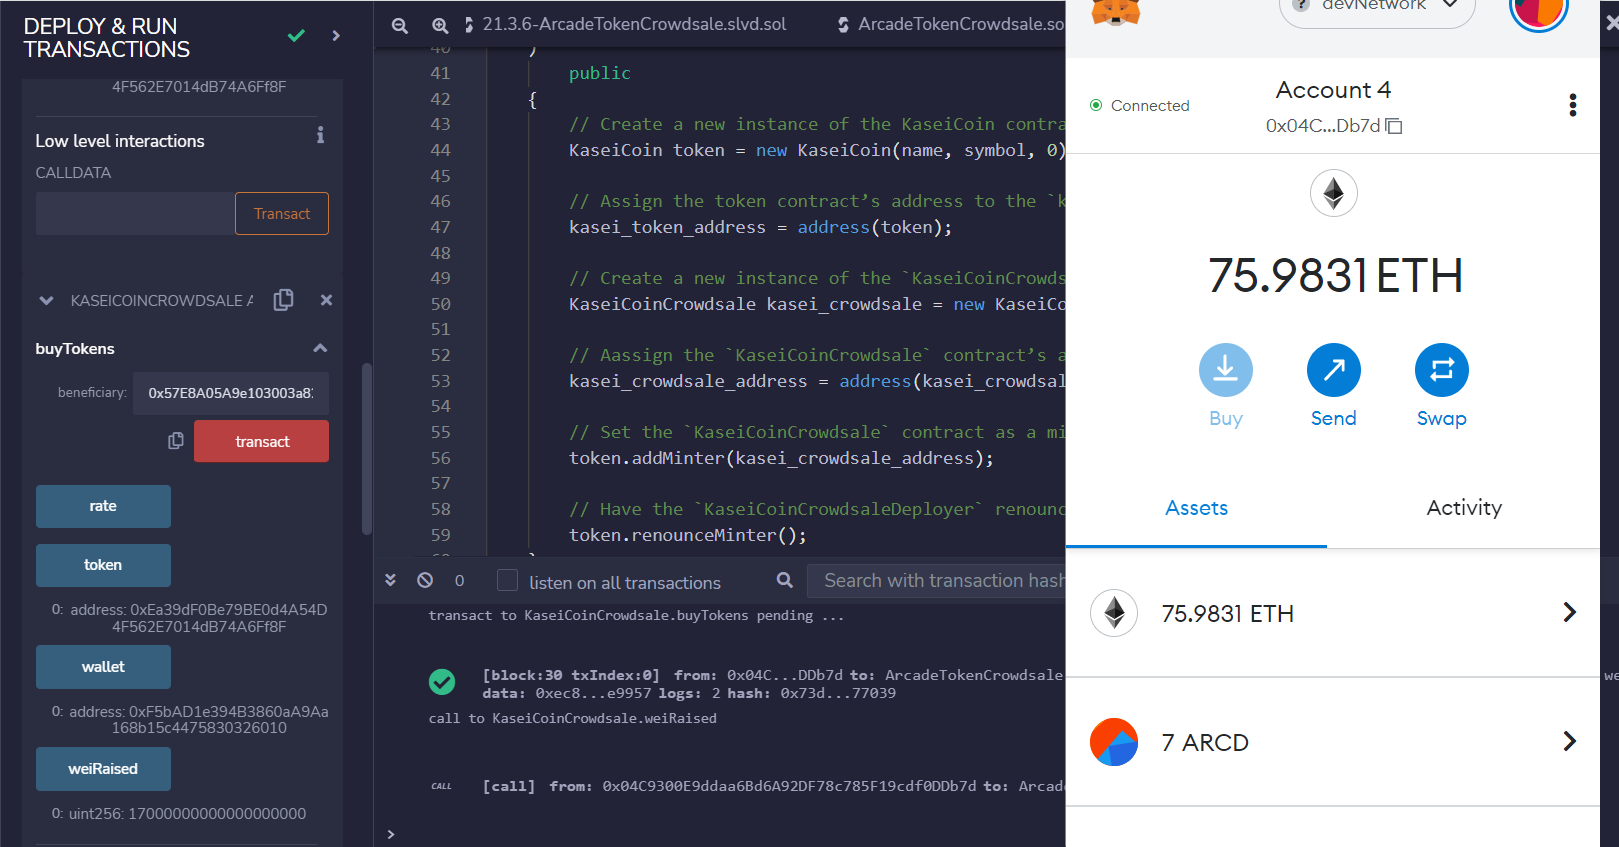 DEPLOY & RUN
TRANSACTIONS
4F562E7014dB74A6Ff8F
Low level interactions
CALLDATA
Transact
KASEICOINCROWDSALE A
buyTokens
beneficiary: 0x57E8A05A9e103003a8
transact
rate
token
0: address: 0xEa39dF0Be79BE0d4A54D
4F562E7014dB74A6Ff8F
wallet
0: address: 0xF5bAD1e394B3860aA9Aa
168b15c4475830326010
weiRaised
0: uint256: 17000000000000000000
21.3.6-ArcadeTokenCrowdsale.slvd.sol
ArcadeTokenCrowdsale.so
40 )
41 public
42 {
43 // Create a new instance of the KaseiCoin contra
44 KaseiCoin token = new KaseiCoin(name, symbol, 0)
45
46 // Assign the token contract’s address to the `k
47 kasei_token_address = address(token);
48
49 // Create a new instance of the `KaseiCoinCrowds
50 KaseiCoinCrowdsale kasei_crowdsale = new KaseiCo
51
52 // Aassign the `KaseiCoinCrowdsale` contract’s a
53 kasei_crowdsale_address = address(kasei_crowdsal
54
55 // Set the `KaseiCoinCrowdsale` contract as a mi
56 token.addMinter(kasei_crowdsale_address);
57
58 // Have the `KaseiCoinCrowdsaleDeployer` renounc
59 token.renounceMinter();
0
listen on all transactions
Search with transaction hash
transact to KaseiCoinCrowdsale.buyTokens pending ...
[block:30 txIndex:0] from: 0x04C...DDb7d to: ArcadeTokenCrowdsale
data: 0xec8...e9957 logs: 2 hash: 0x73d...77039
call to KaseiCoinCrowdsale.weiRaised
CALL [call] from: 0x04C9300E9ddaa6Bd6A92DF78c785F19cdf0DDb7d to: Arcad
>
devNetwork
Connected
Account 4
0x04C...Db7d
75.9831 ETH
Buy
Send
Swap
Assets
Activity
75.9831 ETH
7 ARCD
we